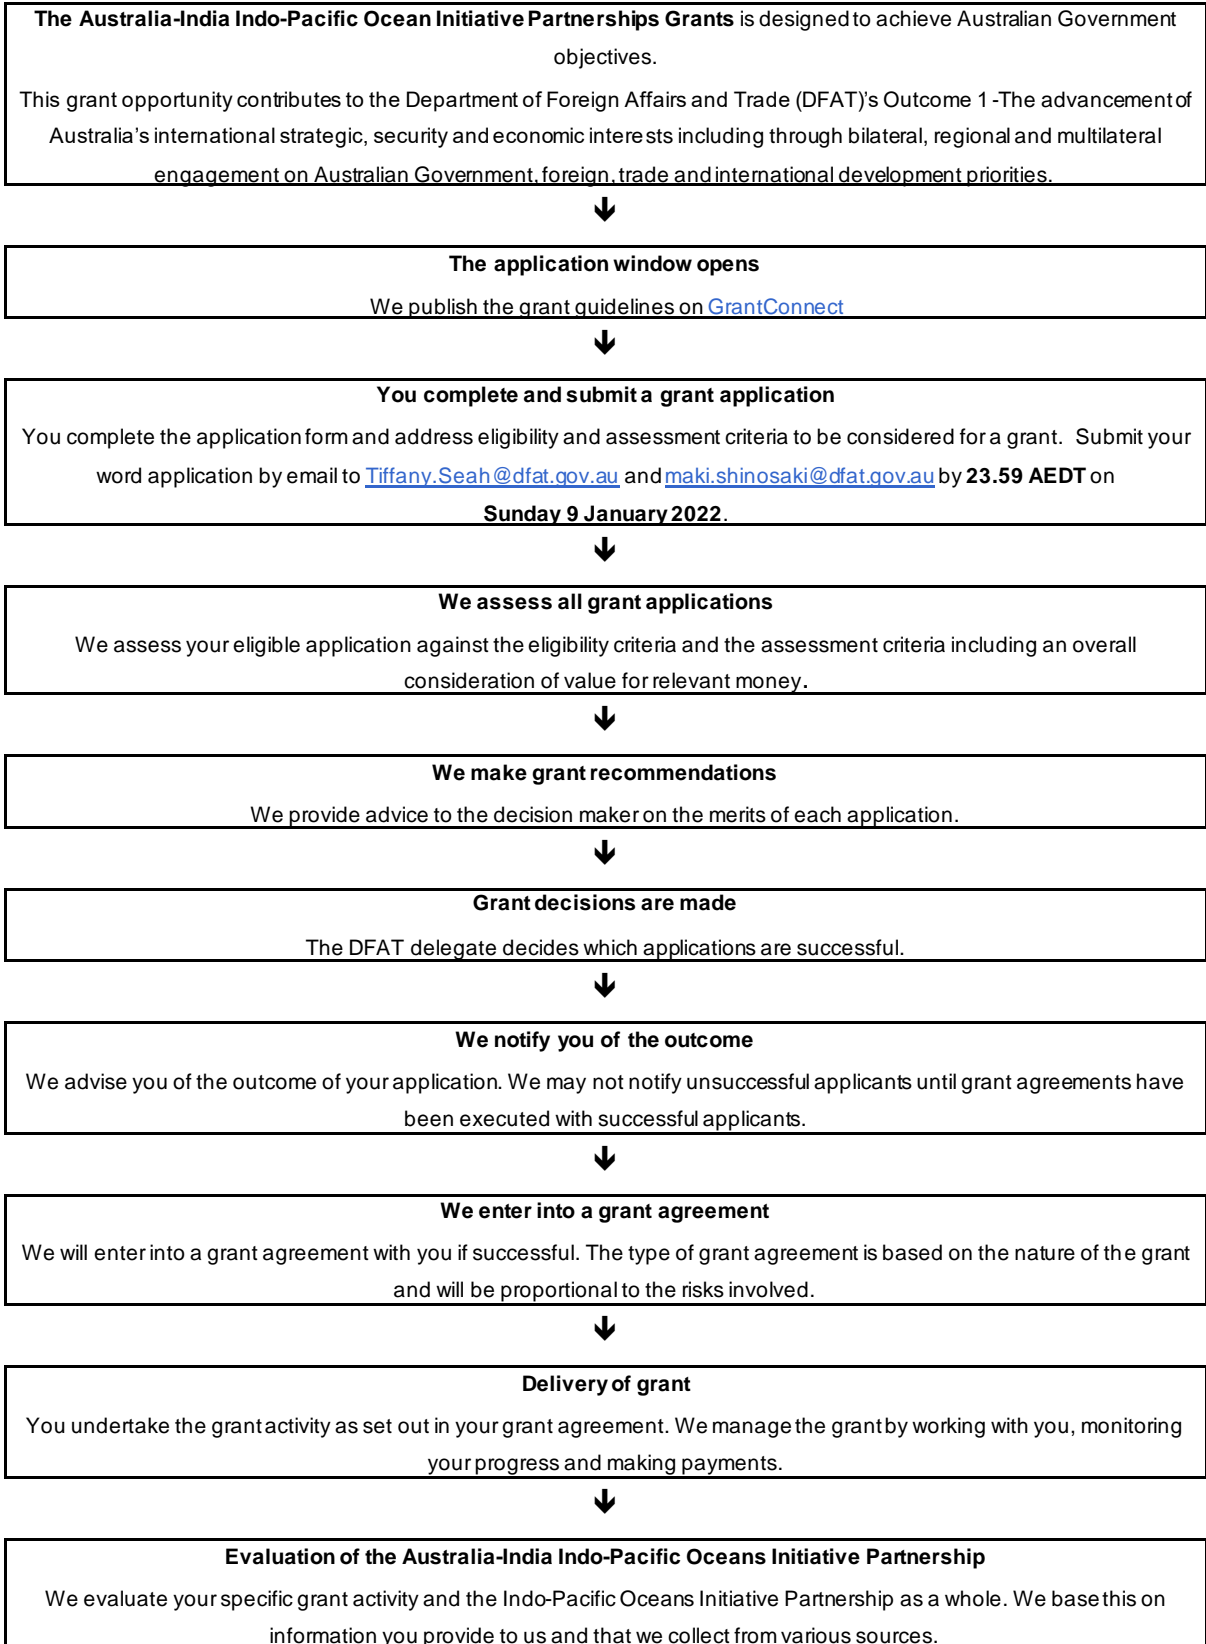 The Australia-India Indo-Pacific Ocean Initiative Partnerships Grants is designed to achieve Australian Government
objectives.
This grant opportunity contributes to the Department of Foreign Affairs and Trade (DFAT)'s Outcome 1 -The advancement of
Australia's international strategic, security and economic interests including through bilateral, regional and multilateral
engagement on Australian Government, foreign, trade and international development priorities.
The application window opens
We publish the grant guidelines on GrantConnect
You complete and submit a grant application
You complete the application form and address eligibility and assessment criteria to be considered for a grant. Submit your
word application by email to Tiffany.Seah@dfat.gov.au and maki.shinosaki@dfat.gov.au by 23.59 AEDT on
Sunday 9 January 2022.
We assess all grant applications
We assess your eligible application against the eligibility criteria and the assessment criteria including an overall
consideration of value for relevant money.
We make grant recommendations
We provide advice to the decision maker on the merits of each application.
Grant decisions are made
The DFAT delegate decides which applications are successful.
We notify you of the outcome
We advise you of the outcome of your application. We may not notify unsuccessful applicants until grant agreements have
been executed with successful applicants.
We enter into a grant agreement
We will enter into a grant agreement with you if successful. The type of grant agreement is based on the nature of the grant
and will be proportional to the risks involved.
Delivery of grant
You undertake the grant activity as set out in your grant agreement. We manage the grant by working with you, monitoring
your progress and making payments.
Evaluation of the Australia-India Indo-Pacific Oceans Initiative Partnership
We evaluate your specific grant activity and the Indo-Pacific Oceans Initiative Partnership as a whole. We base this on
information you provide to us and that we collect from various sources.